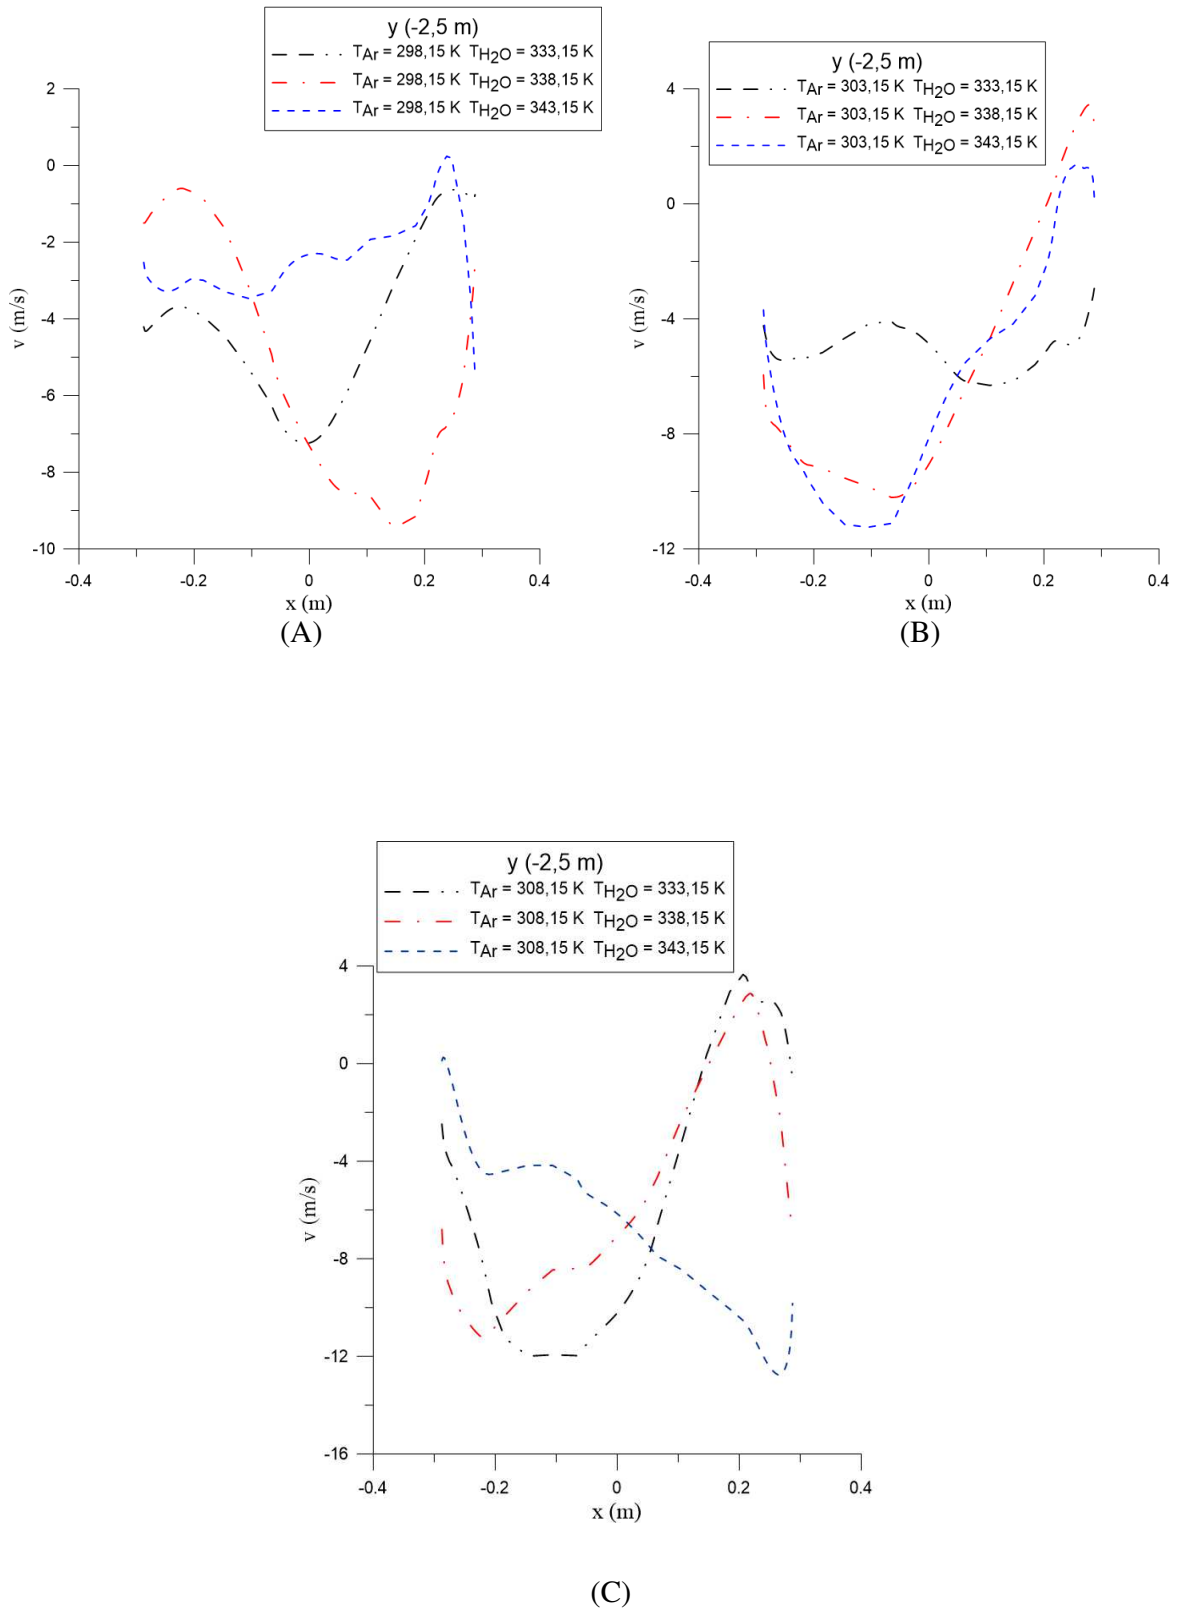 y (-2,5 m)
TAr = 298,15 K TH2O = 333,15 K
TAr = 298,15 K TH2O = 338,15 K
TAr = 298,15 K TH2O = 343,15 K
2
0
-2
-4
-6
-8
-10
v (m/s)
-0.4
-0.2
0
0.2
0.4
x (m)
(A)
y (-2,5 m)
TAr = 303,15 K TH2O = 333,15 K
TAr = 303,15 K TH2O = 338,15 K
TAr = 303,15 K TH2O = 343,15 K
4
0
-4
-8
-12
v (m/s)
-0.4
-0.2
0
0.2
0.4
x (m)
(B)
y (-2,5 m)
TAr = 308,15 K TH2O = 333,15 K
TAr = 308,15 K TH2O = 338,15 K
TAr = 308,15 K TH2O = 343,15 K
4
0
-4
-8
-12
-16
v (m/s)
-0.4
-0.2
0
0.2
0.4
x (m)
(C)